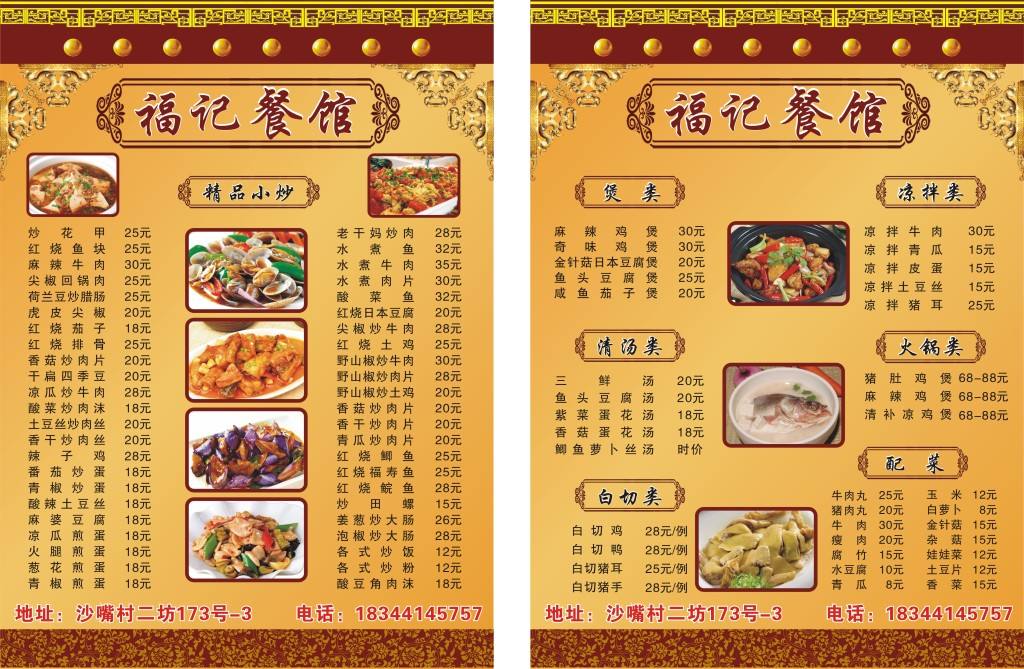 福记餐馆
精品小炒
炒花甲 25元
红烧鱼块 25元
麻辣牛肉 30元
尖椒回锅肉 25元
荷兰豆炒腊肠 25元
虎皮尖椒 20元
红烧茄子 18元
红烧排骨 25元
香菇炒肉片 20元
干扁四季豆 20元
凉瓜炒牛肉 28元
酸菜炒肉沫 18元
土豆丝炒肉丝 20元
香干炒肉丝 20元
辣子鸡 28元
番茄炒蛋 18元
青椒炒蛋 18元
酸辣土豆丝 18元
麻婆豆腐 18元
凉瓜煎蛋 18元
火腿煎蛋 18元
葱花煎蛋 18元
青椒煎蛋 18元
老干妈炒肉 28元
水煮鱼 32元
水煮牛肉 35元
水煮肉片 30元
酸菜鱼 32元
红烧日本豆腐 20元
尖椒炒牛肉 28元
红烧土鸡 25元
野山椒炒牛肉 30元
野山椒炒肉片 28元
野山椒炒土鸡 20元
香菇炒肉片 20元
香干炒肉片 20元
青瓜炒肉片 20元
红烧鲫鱼 25元
红烧福寿鱼 25元
红烧鲩鱼 28元
炒田螺 15元
姜葱炒大肠 26元
泡椒炒大肠 28元
各式炒饭 12元
各式炒粉 12元
酸豆角肉沫 18元
地址：沙嘴村二坊173号-3 电话：18344145757
福记餐馆
煲类
麻辣鸡煲 30元
奇味鸡煲 30元
金针菇日本豆腐煲 20元
鱼头豆腐煲 25元
咸鱼茄子煲 20元
凉拌类
凉拌牛肉 30元
凉拌青瓜 15元
凉拌皮蛋 15元
凉拌土豆丝 15元
凉拌猪耳 25元
清汤类
三鲜汤 20元
鱼头豆腐汤 20元
紫菜蛋花汤 18元
香菇蛋花汤 18元
鲫鱼萝卜丝汤 时价
火锅类
猪肚鸡煲 68-88元
麻辣鸡煲 68-88元
清补凉鸡煲 68-88元
白切类
白切鸡 28元/例
白切鸭 28元/例
白切猪耳 25元/例
白切猪手 28元/例
配菜
牛肉丸 25元 玉米 12元
猪肉丸 20元 白萝卜 8元
牛肉 30元 金针菇 15元
瘦肉 20元 杂菇 15元
腐竹 15元 娃娃菜 12元
水豆腐 10元 土豆片 12元
青瓜 8元 香菜 15元
地址：沙嘴村二坊173号-3 电话：18344145757